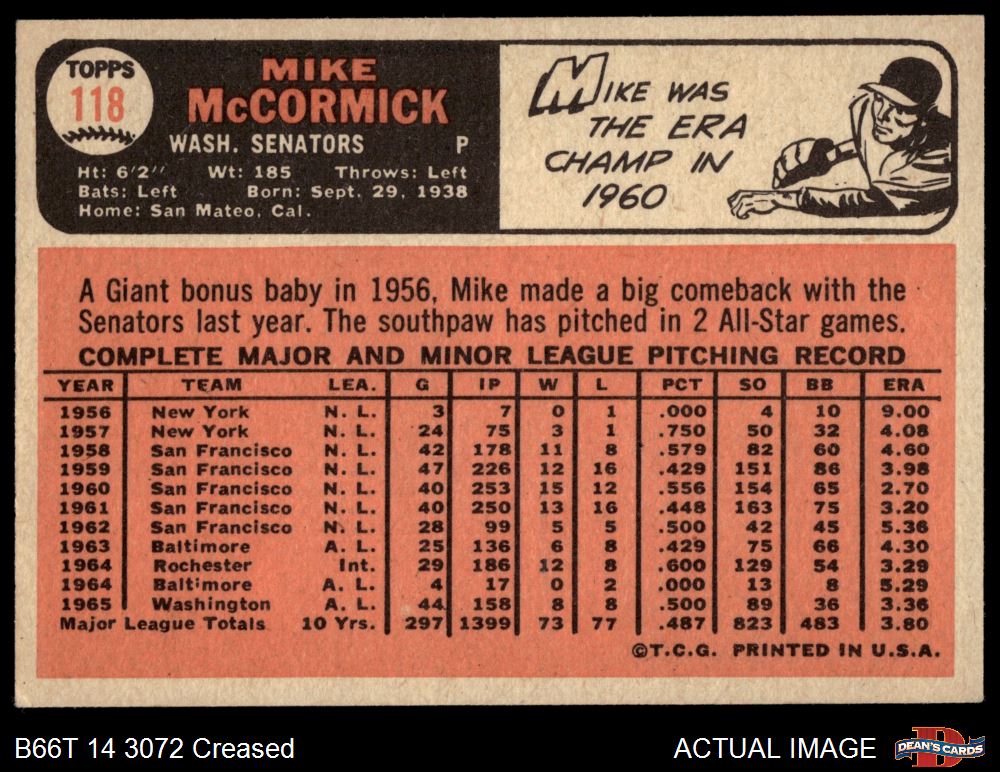 TOPPS
118
MIKE
McCORMICK
WASH. SENATORS P
Ht: 6'2" Wt: 185 Throws: Left
Bats: Left Born: Sept. 29, 1938
Home: San Mateo, Cal.
MIKE WAS
THE ERA
CHAMP IN
1960
A Giant bonus baby in 1956, Mike made a big comeback with the
Senators last year. The southpaw has pitched in 2 All-Star games.
COMPLETE MAJOR AND MINOR LEAGUE PITCHING RECORD
YEAR TEAM LEA. G IP W L PCT SO BB ERA
1956 New York N. L. 3 7 0 1 .000 4 10 9.00
1957 New York N. L. 24 75 3 1 .750 50 32 4.08
1958 San Francisco N. L. 42 178 11 8 .579 82 60 4.60
1959 San Francisco N. L. 47 226 12 16 .429 151 86 3.98
1960 San Francisco N. L. 40 253 15 12 .556 154 65 2.70
1961 San Francisco N. L. 40 250 13 16 .448 163 75 3.20
1962 San Francisco N. L. 28 99 5 5 .500 42 45 5.36
1963 Baltimore A. L. 25 136 6 8 .429 75 66 4.30
1964 Rochester Int. 29 186 12 8 .600 129 54 3.29
1964 Baltimore A. L. 4 17 0 2 .000 13 8 5.29
1965 Washington A. L. 44 158 8 8 .500 89 36 3.36
Major League Totals 10 Yrs. 297 1399 73 77 .487 823 483 3.80
©T.C.G. PRINTED IN U.S.A.
B66T 14 3072 Creased
ACTUAL IMAGE
DEAN'S CARDS